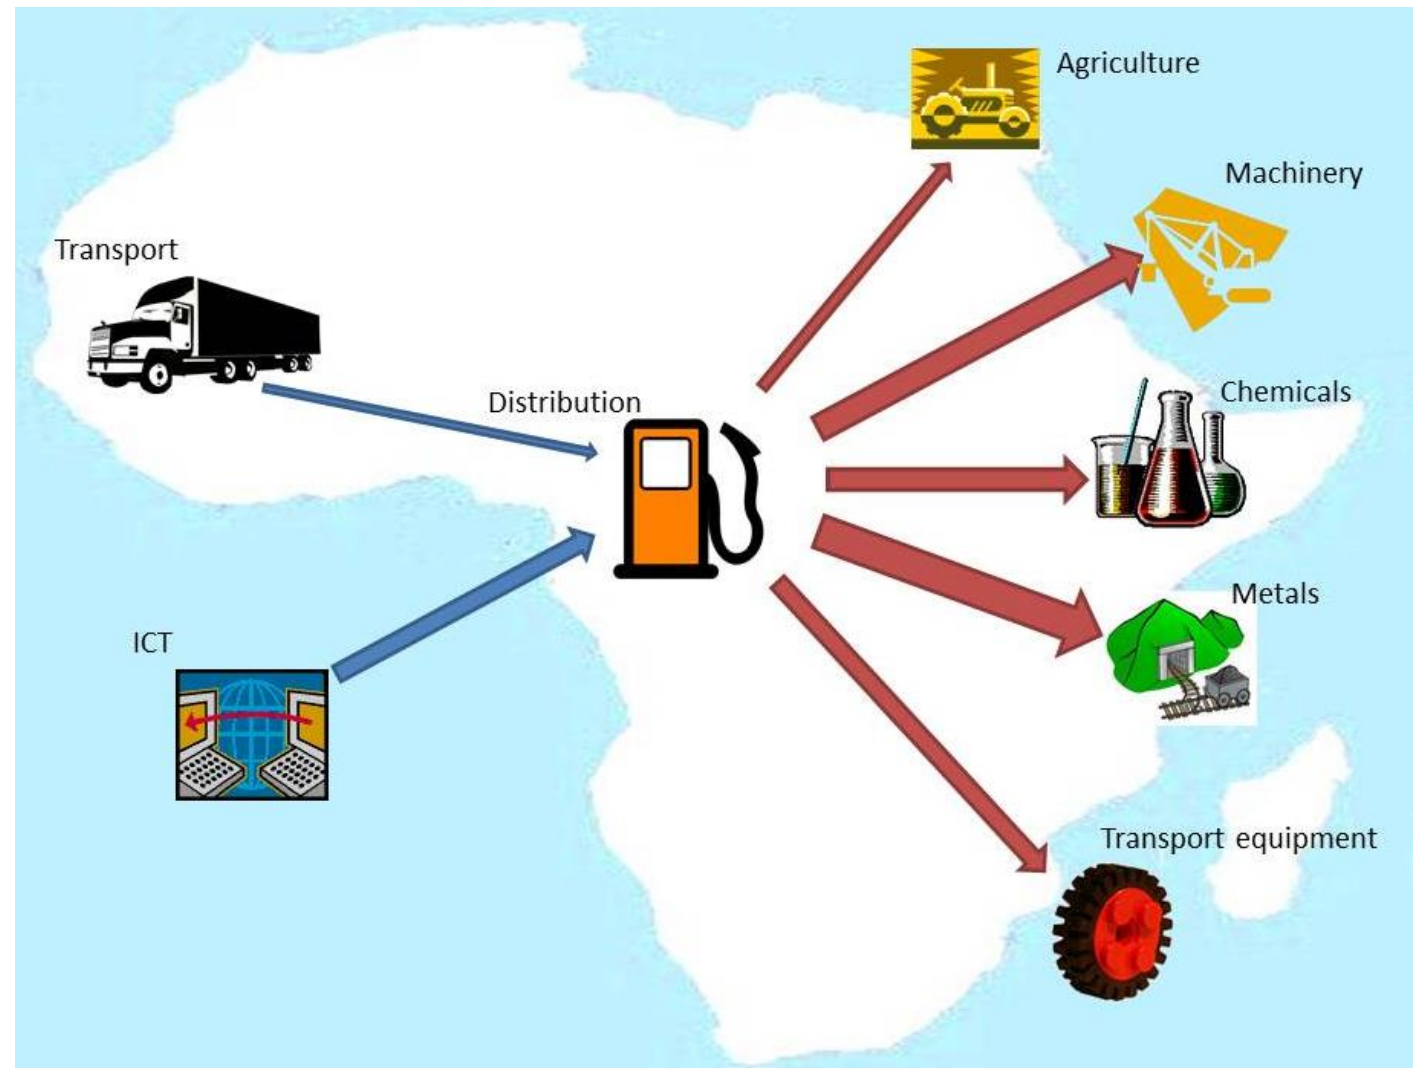 Agriculture
Machinery
Transport
Chemicals
Distribution
Metals
ICT
Transport equipment